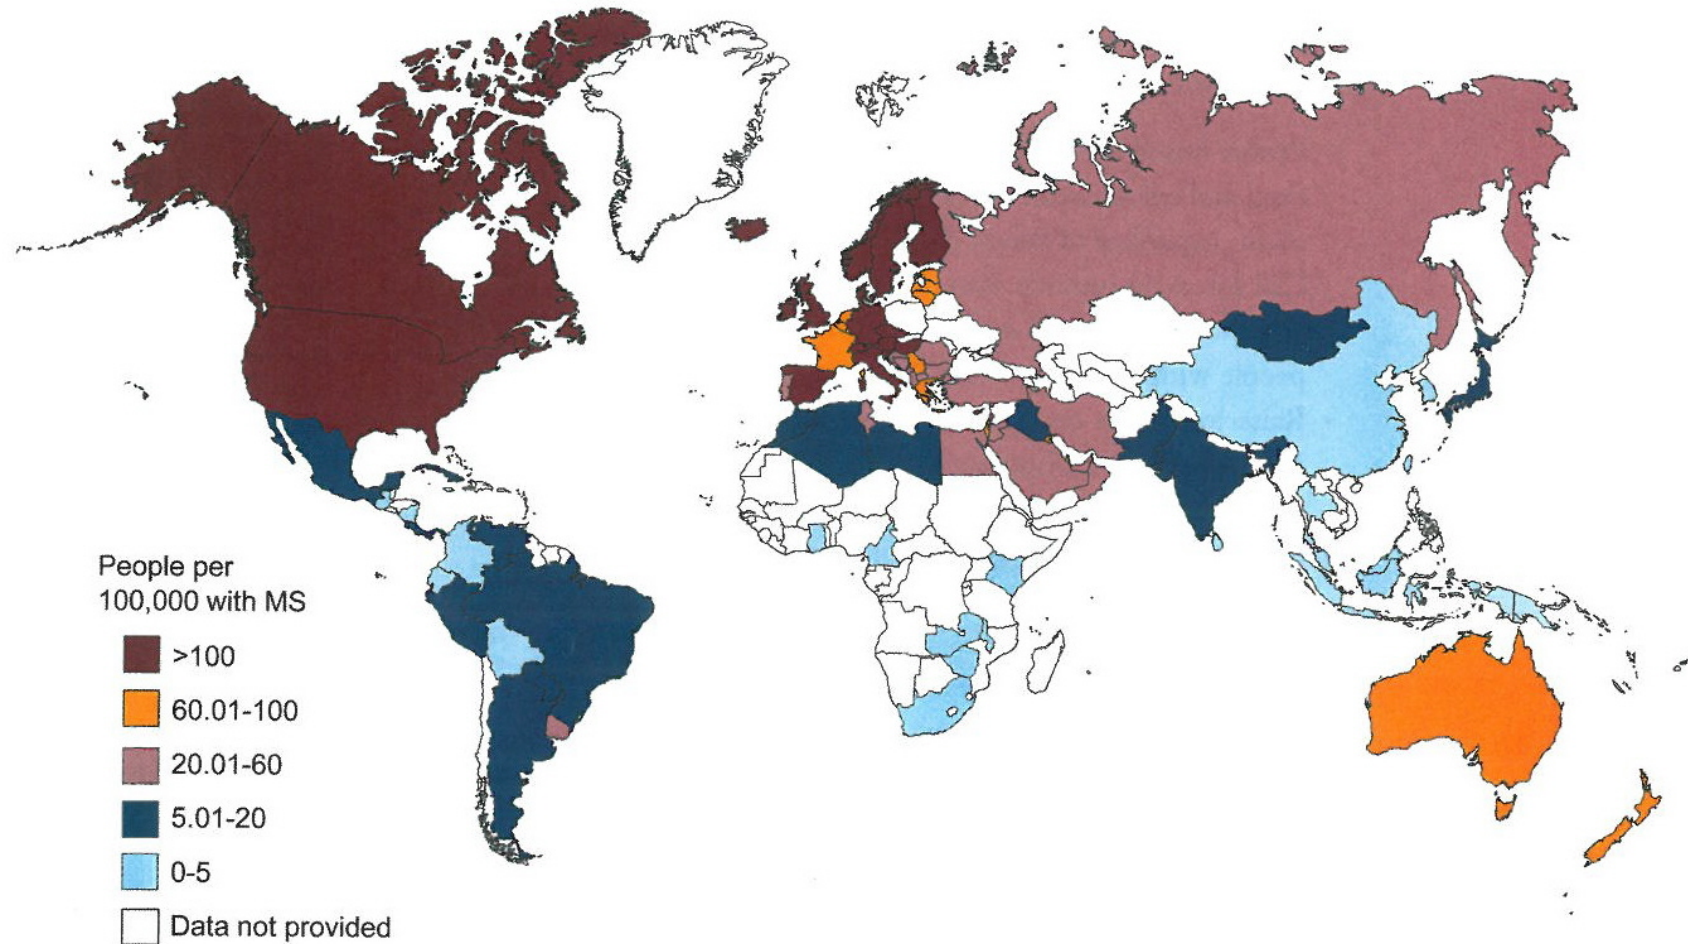 People per
100,000 with MS
>100
60.01-100
20.01-60
5.01-20
0-5
Data not provided